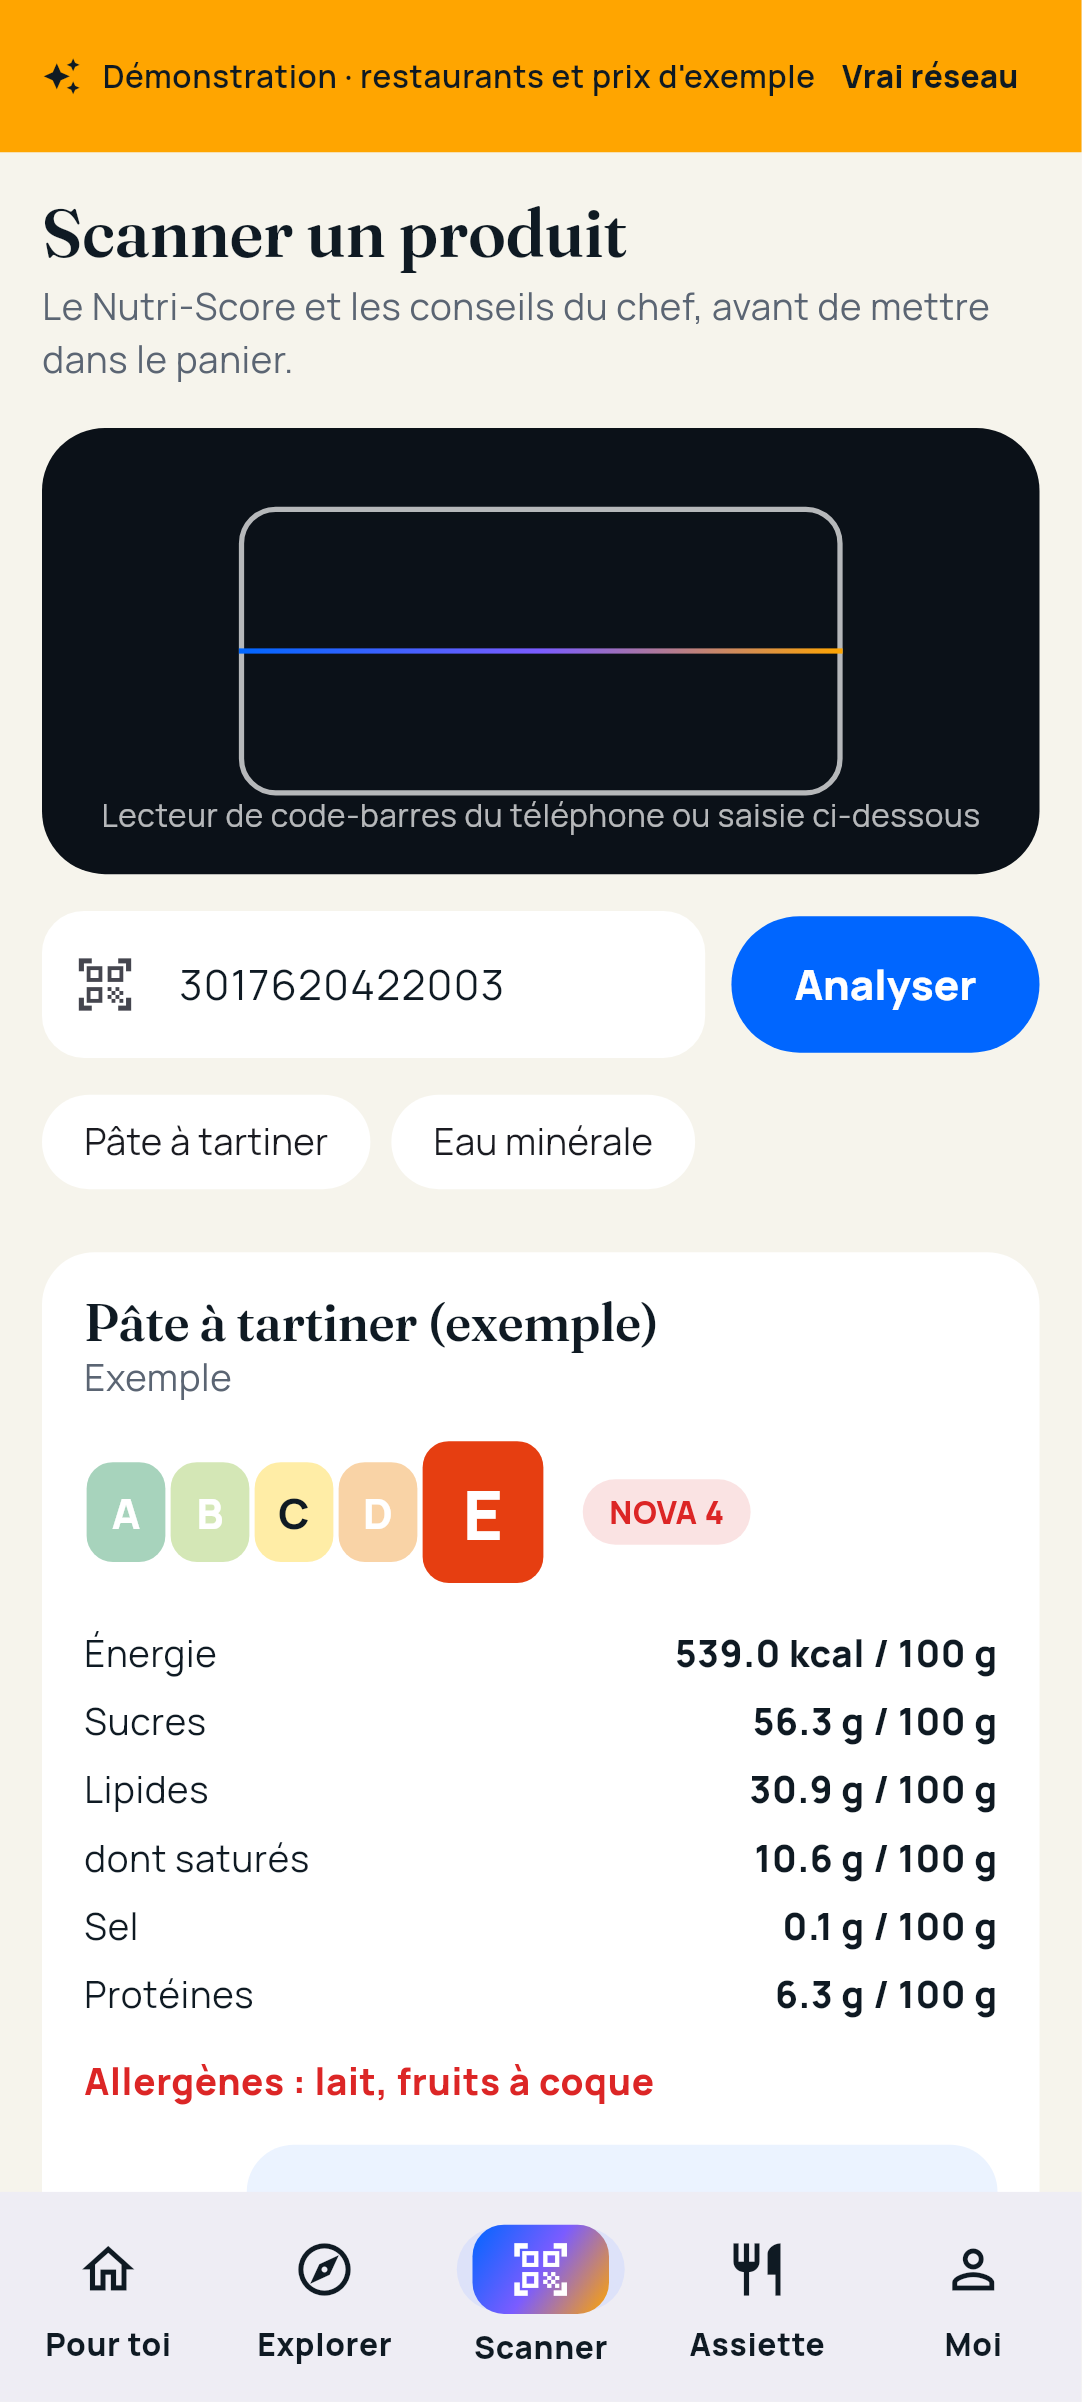 Démonstration · restaurants et prix d'exemple Vrai réseau
Scanner un produit
Le Nutri-Score et les conseils du chef, avant de mettre
dans le panier.
Lecteur de code-barres du téléphone ou saisie ci-dessous
3017620422003 Analyser
Pâte à tartiner Eau minérale
Pâte à tartiner (exemple)
Exemple
A B C D E NOVA 4
Énergie 539.0 kcal / 100 g
Sucres 56.3 g / 100 g
Lipides 30.9 g / 100 g
dont saturés 10.6 g / 100 g
Sel 0.1 g / 100 g
Protéines 6.3 g / 100 g
Allergènes : lait, fruits à coque
Pour toi Explorer Scanner Assiette Moi